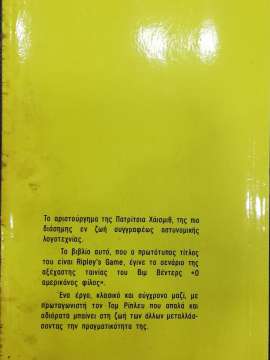 Το αριστούργημα της Πατρίτσια Χάισμιθ, της πιο
διάσημης εν ζωή συγγραφέως αστυνομικής
λογοτεχνίας.
Το βιβλίο αυτό, που ο πρωτότυπος τίτλος
του είναι Ripley's Game, έγινε το σενάριο της
αξέχαστης ταινίας του Βιμ Βέντερς «Ο
αμερικάνος φίλος».
Ένα έργο, κλασικό και σύγχρονο μαζί, με
πρωταγωνιστή τον Τομ Ρίπλεϋ που απαλά και
αδιόρατα μπαίνει στη ζωή των άλλων μεταλλάσ-
σοντας την πραγματικότητα της.